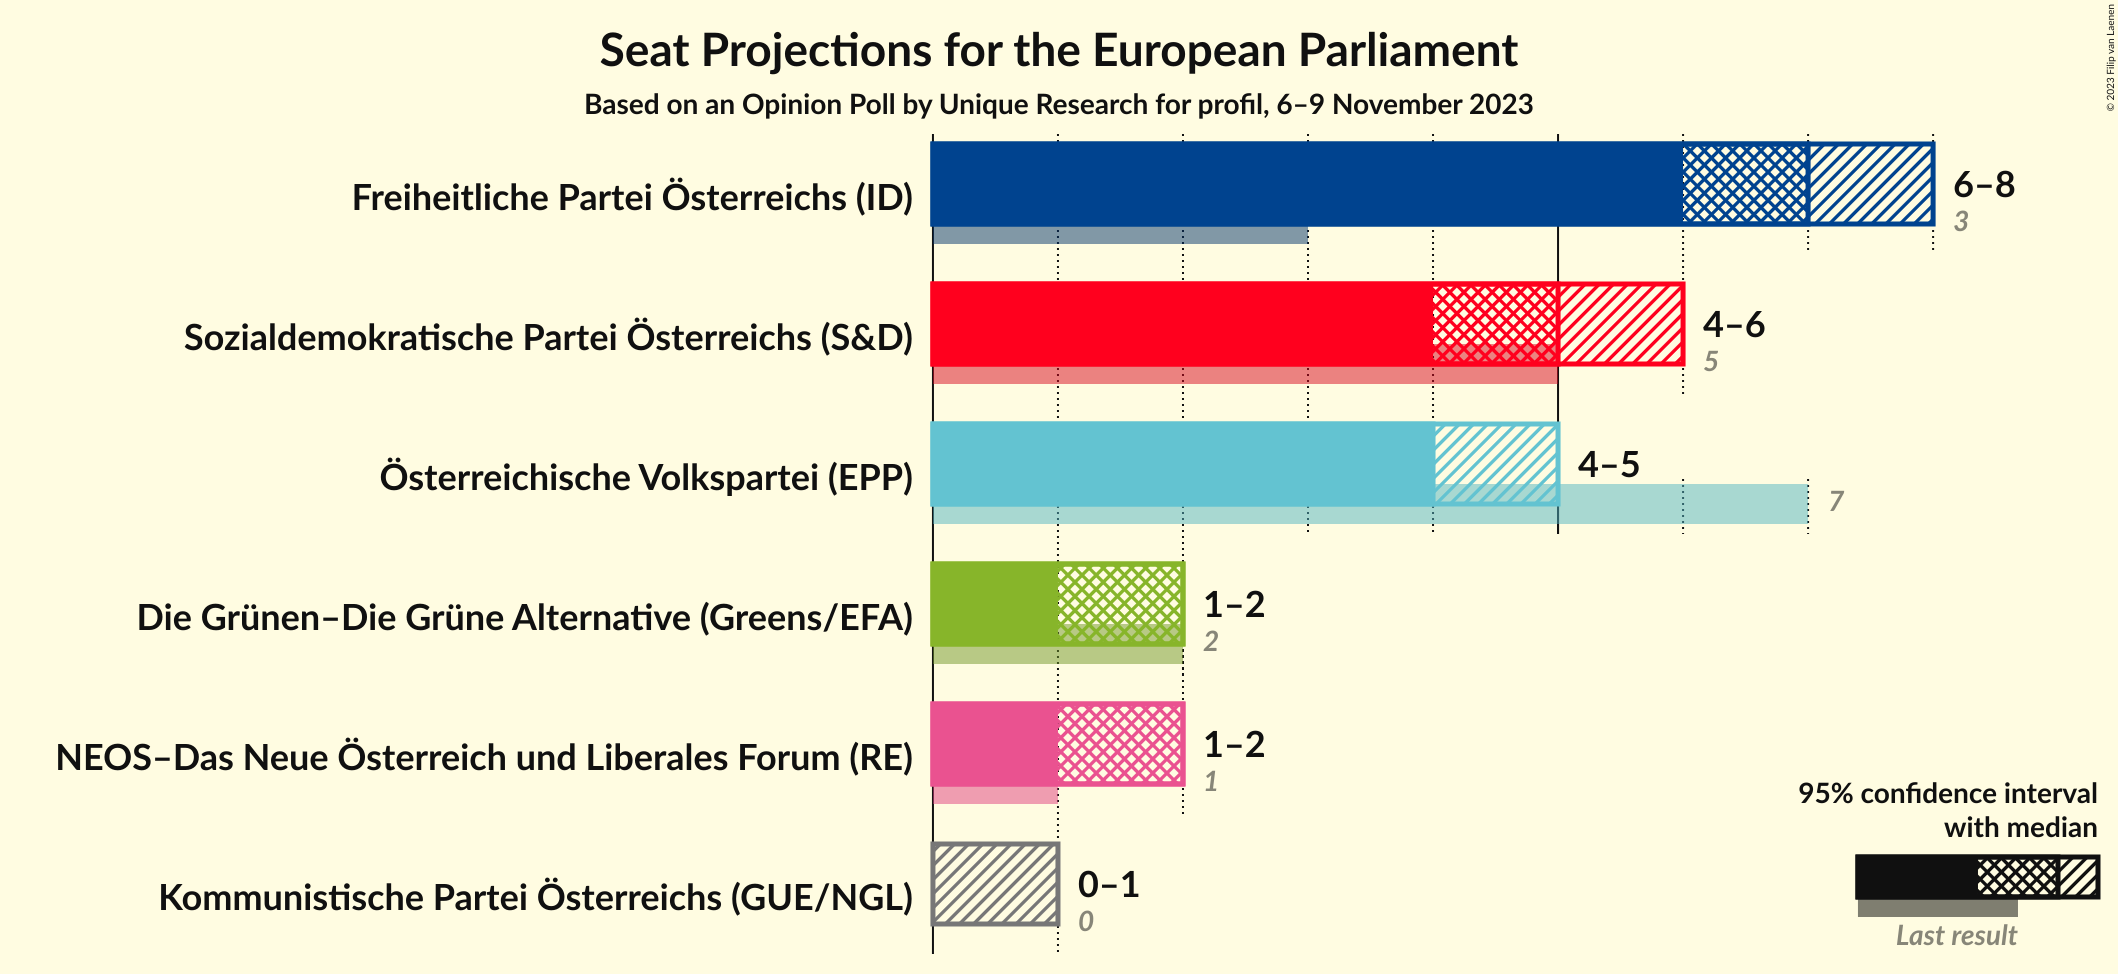 Seat Projections for the European Parliament
Based on an Opinion Poll by Unique Research for profil, 6–9 November 2023
© 2023 Filip van Laenen
Freiheitliche Partei Österreichs (ID)
6–8
3
Sozialdemokratische Partei Österreichs (S&D)
4–6
5
Österreichische Volkspartei (EPP)
4–5
7
Die Grünen–Die Grüne Alternative (Greens/EFA)
1–2
2
NEOS–Das Neue Österreich und Liberales Forum (RE)
1–2
1
Kommunistische Partei Österreichs (GUE/NGL)
0–1
0
95% confidence interval
with median
Last result